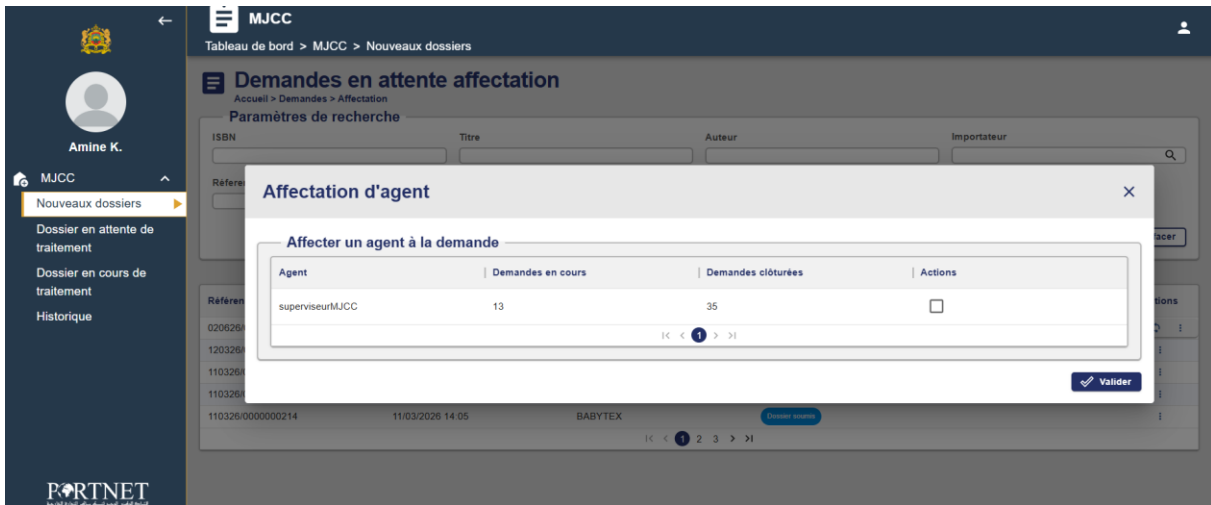 MJCC
Tableau de bord > MJCC > Nouveaux dossiers
Amine K.
MJCC
Nouveaux dossiers
Dossier en attente de
traitement
Dossier en cours de
traitement
Historique
PORTNET
Demandes en attente affectation
Accueil > Demandes > Affectation
Paramètres de recherche
ISBN Titre Auteur Importateur
Affectation d'agent
Affecter un agent à la demande
Agent Demandes en cours Demandes clôturées Actions
superviseurMJCC 13 35
1
Valider
110326/0000000214 11/03/2026 14:05 BABYTEX Dossier soumis
1 2 3